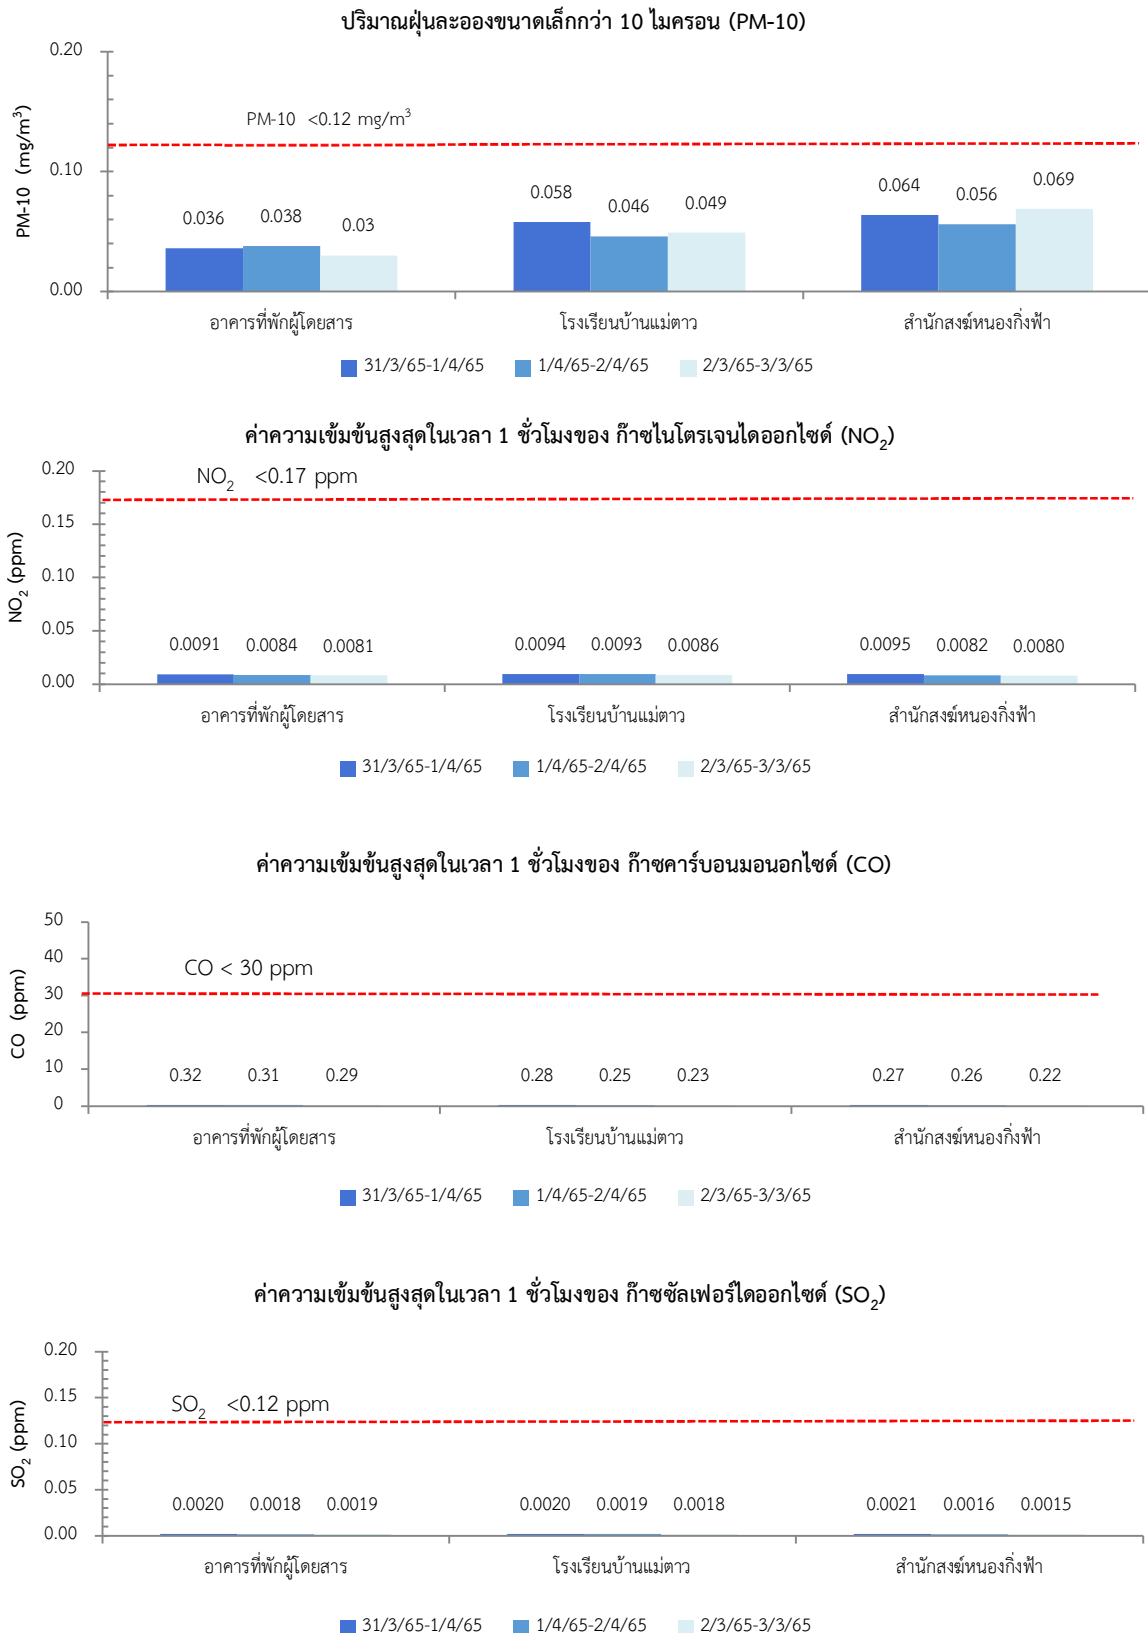 ปริมาณฝุ่นละอองขนาดเล็กกว่า 10 ไมครอน (PM-10)
0.20
PM-10 <0.12 mg/m³
0.10
0.00
PM-10 (mg/m³)
0.036 0.038 0.03 0.058 0.046 0.049 0.064 0.056 0.069
อาคารที่พักผู้โดยสาร โรงเรียนบ้านแม่ตาว สำนักสงฆ์หนองกิ่งฟ้า
31/3/65-1/4/65 1/4/65-2/4/65 2/3/65-3/3/65
ค่าความเข้มข้นสูงสุดในเวลา 1 ชั่วโมงของ ก๊าซไนโตรเจนไดออกไซด์ (NO₂)
0.20
NO₂ <0.17 ppm
0.15
0.10
0.05
0.00
NO₂ (ppm)
0.0091 0.0084 0.0081 0.0094 0.0093 0.0086 0.0095 0.0082 0.0080
อาคารที่พักผู้โดยสาร โรงเรียนบ้านแม่ตาว สำนักสงฆ์หนองกิ่งฟ้า
31/3/65-1/4/65 1/4/65-2/4/65 2/3/65-3/3/65
ค่าความเข้มข้นสูงสุดในเวลา 1 ชั่วโมงของ ก๊าซคาร์บอนมอนอกไซด์ (CO)
50
40
CO < 30 ppm
30
20
10
0
CO (ppm)
0.32 0.31 0.29 0.28 0.25 0.23 0.27 0.26 0.22
อาคารที่พักผู้โดยสาร โรงเรียนบ้านแม่ตาว สำนักสงฆ์หนองกิ่งฟ้า
31/3/65-1/4/65 1/4/65-2/4/65 2/3/65-3/3/65
ค่าความเข้มข้นสูงสุดในเวลา 1 ชั่วโมงของ ก๊าซซัลเฟอร์ไดออกไซด์ (SO₂)
0.20
0.15
SO₂ <0.12 ppm
0.10
0.05
0.00
SO₂ (ppm)
0.0020 0.0018 0.0019 0.0020 0.0019 0.0018 0.0021 0.0016 0.0015
อาคารที่พักผู้โดยสาร โรงเรียนบ้านแม่ตาว สำนักสงฆ์หนองกิ่งฟ้า
31/3/65-1/4/65 1/4/65-2/4/65 2/3/65-3/3/65